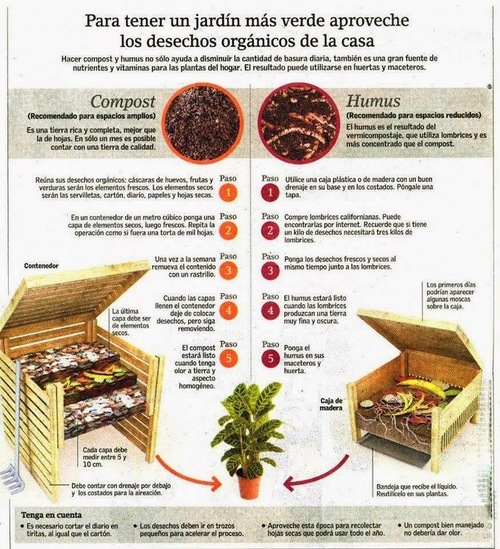 Para tener un jardín más verde aproveche
los desechos orgánicos de la casa
Hacer compost y humus no sólo ayuda a disminuir la cantidad de basura diaria, también es una gran fuente de
nutrientes y vitaminas para las plantas del hogar. El resultado puede utilizarse en huertas y maceteros.
Compost
(Recomendado para espacios amplios)
Es una tierra rica y completa, mejor que
la de hojas. En sólo un mes es posible
contar con una tierra de calidad.
Humus
(Recomendado para espacios reducidos)
El humus es el resultado del
vermicompostaje, que utiliza lombrices y es
más concentrado que el compost.
Reúna sus desechos orgánicos: cáscaras de huevos, frutas y
verduras serán los elementos frescos. Los elementos secos
serán las servilletas, cartón, diario, papeles y hojas secas.
Paso
1
En un contenedor de un metro cúbico ponga una
capa de elementos secos, luego frescos. Repita la
operación como si fuera una torta de mil hojas.
Paso
2
Una vez a la semana
remueva el contenido
con un rastrillo.
Paso
3
Cuando las capas
llenen el contenedor
deje de colocar
desechos, pero siga
removiendo.
Paso
4
El compost
estará listo
cuando tenga
olor a tierra y
aspecto
homogéneo.
Paso
5
Paso
1
Utilice una caja plástica o de madera con un buen
drenaje en su base y en los costados. Póngale una
tapa.
Paso
2
Compre lombrices californianas. Puede
encontrarlas por internet. Recuerde que si tiene
un kilo de desechos necesitará tres kilos de
lombrices.
Paso
3
Ponga los desechos frescos y secos al
mismo tiempo junto a las lombrices.
Paso
4
El humus estará listo
cuando las lombrices
produzcan una tierra
muy fina y oscura.
Paso
5
Ponga el
humus en sus
maceteros y
huerta.
Contenedor
La última
capa debe ser
de elementos
secos.
Cada capa debe
medir entre 5 y
10 cm.
Debe contar con drenaje por debajo
y los costados para la aireación.
Los primeros días
podrían aparecer
algunas moscas
sobre la caja.
Caja de
madera
Bandeja que recibe el líquido.
Reutilícelo en sus plantas.
Tenga en cuenta
• Es necesario cortar el diario en
tiritas, al igual que el cartón.
• Los desechos deben ir en trozos
pequeños para acelerar el proceso.
• Aproveche esta época para recolectar
hojas secas que podrá usar todo el año.
• Un compost bien manejado
no debería dar olor.